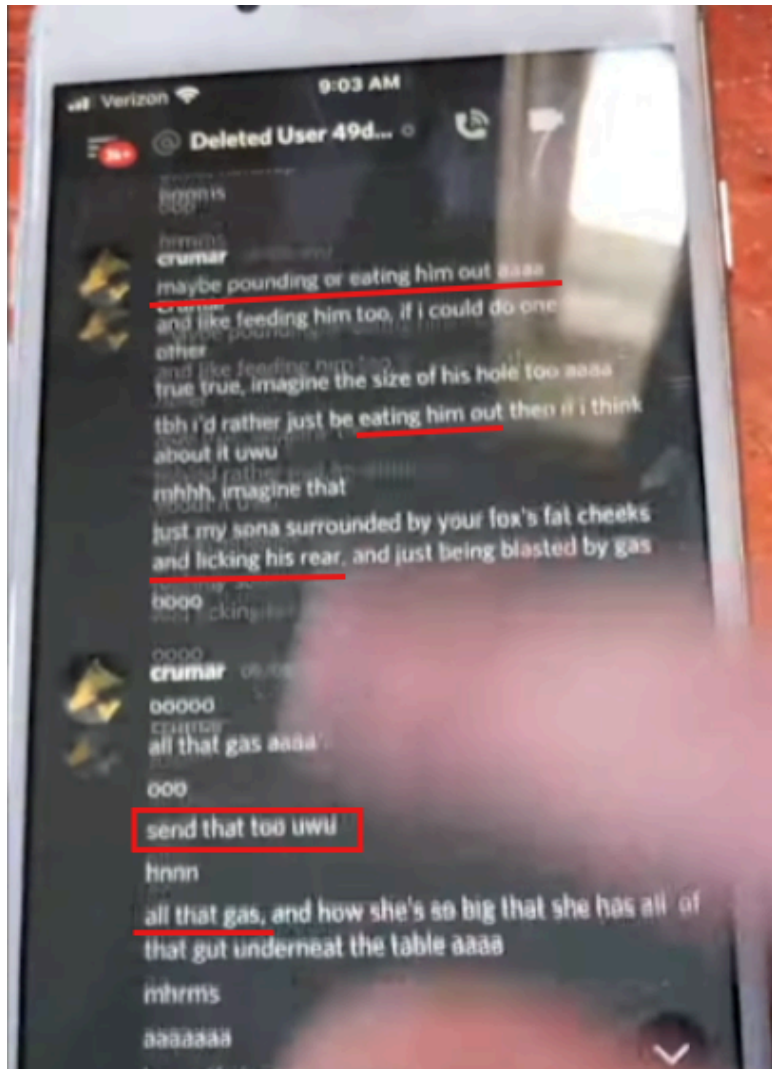 Verizon
9:03 AM
Deleted User 49d...
crumar
maybe pounding or eating him out aaaa
and like feeding him too, if i could do one
other
true true, imagine the size of his hole too aaaa
tbh i'd rather just be eating him out then if i think
about it uwu
mhhh, imagine that
just my sona surrounded by your fox's fat cheeks
and licking his rear, and just being blasted by gas
oooo
crumar
ooooo
all that gas aaaa
ooo
send that too uwu
hnnn
all that gas, and how she's so big that she has all of
that gut underneat the table aaaa
mhrms
aaaaaaa